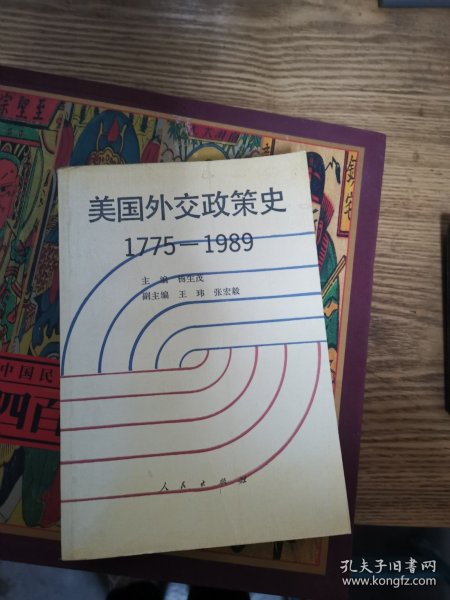 美国外交政策史
1775—1989
主 编 杨生茂
副主编 王 玮 张宏毅
人民出版社
中国民
四百
孔夫子旧书网
www.kongfz.com